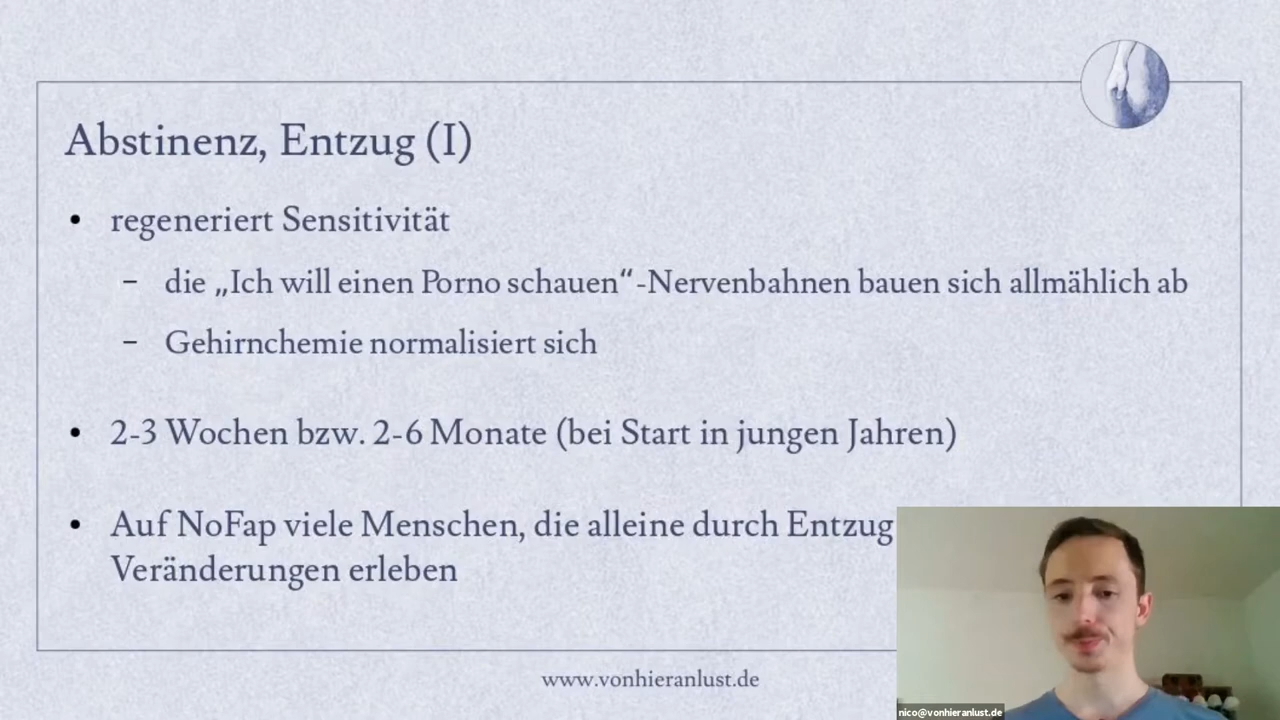 Abstinenz, Entzug (I)
• regeneriert Sensitivität
– die „Ich will einen Porno schauen“-Nervenbahnen bauen sich allmählich ab
– Gehirnchemie normalisiert sich
• 2-3 Wochen bzw. 2-6 Monate (bei Start in jungen Jahren)
• Auf NoFap viele Menschen, die alleine durch Entzug
Veränderungen erleben
www.vonhieranlust.de
nico@vonhieranlust.de